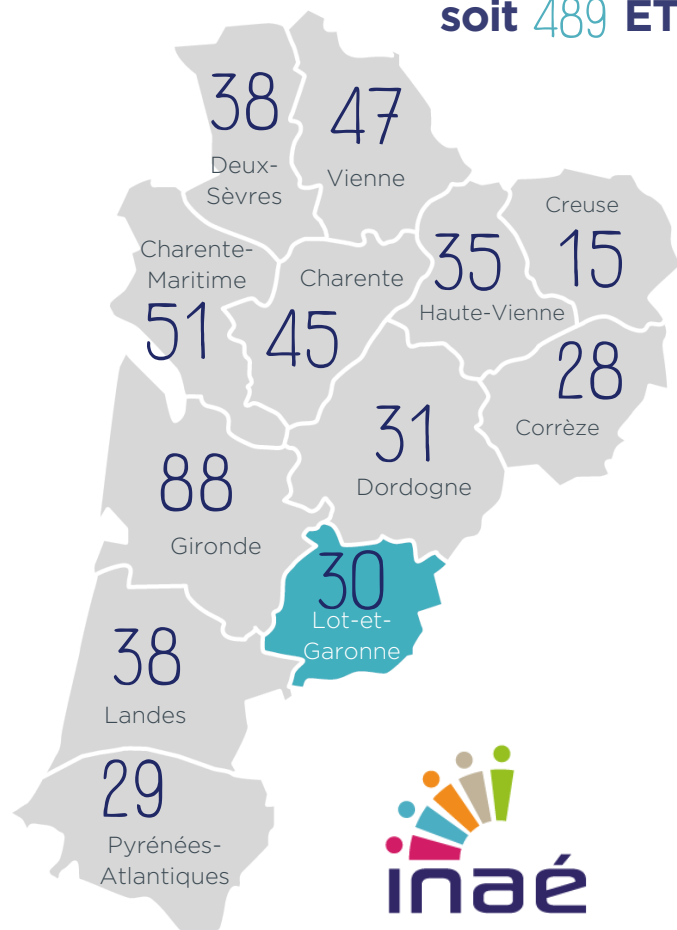 soit 489 ET
38
Deux-
Sèvres
47
Vienne
Creuse
15
Charente-
Maritime
51
Charente
45
35
Haute-Vienne
28
Corrèze
31
Dordogne
88
Gironde
30
Lot-et-
Garonne
38
Landes
29
Pyrénées-
Atlantiques
inaé